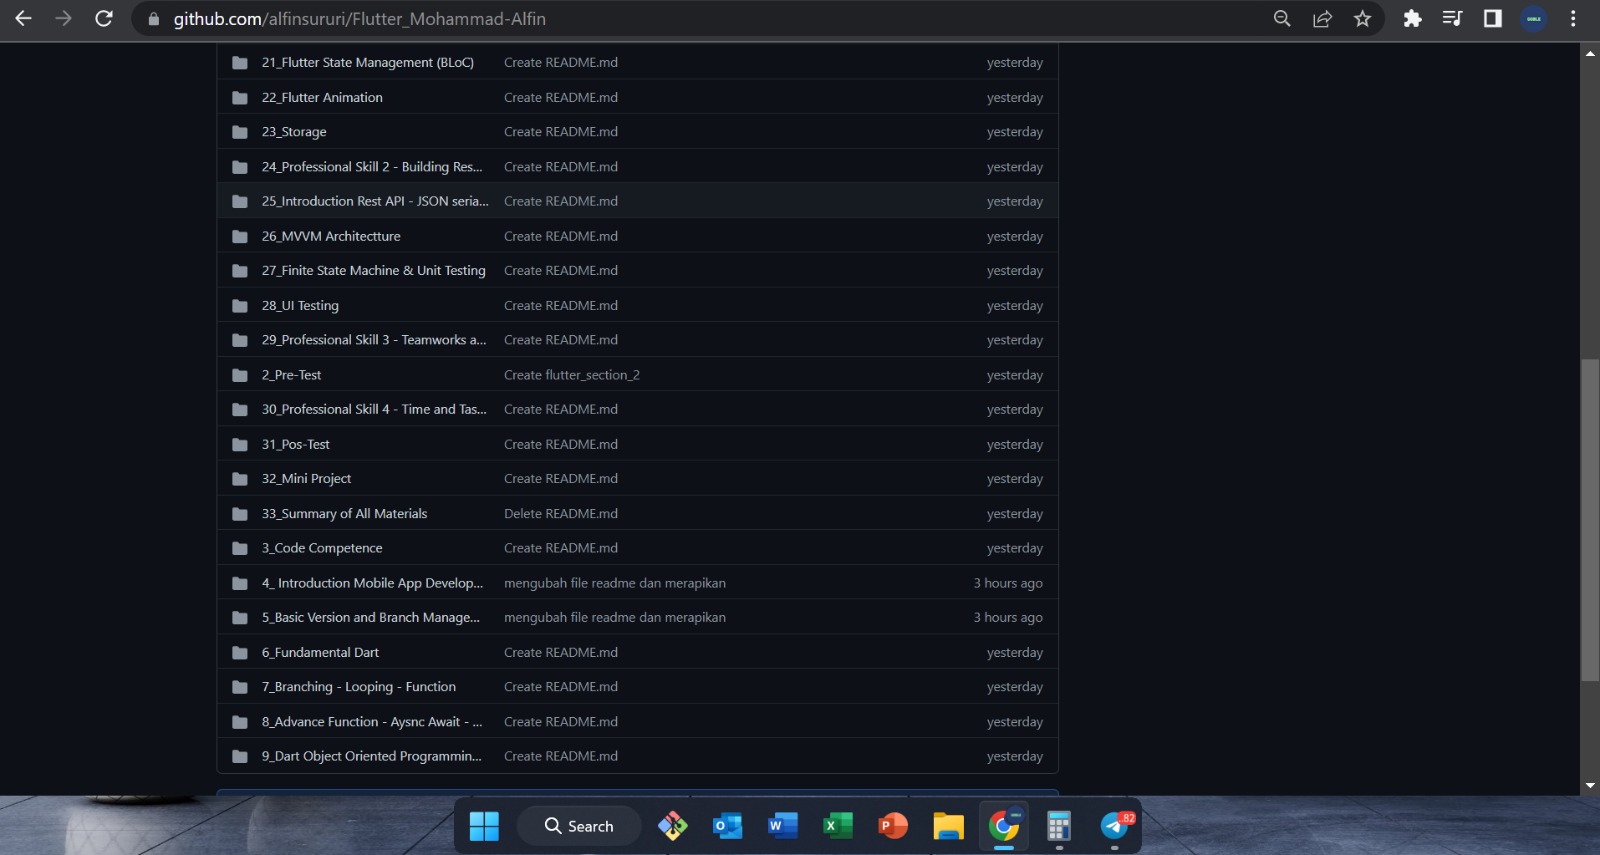 github.com/alfinsururi/Flutter_Mohammad-Alfin
21_Flutter State Management (BLoC) Create README.md yesterday
22_Flutter Animation Create README.md yesterday
23_Storage Create README.md yesterday
24_Professional Skill 2 - Building Res... Create README.md yesterday
25_Introduction Rest API - JSON seria... Create README.md yesterday
26_MVVM Architectture Create README.md yesterday
27_Finite State Machine & Unit Testing Create README.md yesterday
28_UI Testing Create README.md yesterday
29_Professional Skill 3 - Teamworks a... Create README.md yesterday
2_Pre-Test Create flutter_section_2 yesterday
30_Professional Skill 4 - Time and Tas... Create README.md yesterday
31_Pos-Test Create README.md yesterday
32_Mini Project Create README.md yesterday
33_Summary of All Materials Delete README.md yesterday
3_Code Competence Create README.md yesterday
4_ Introduction Mobile App Develop... mengubah file readme dan merapikan 3 hours ago
5_Basic Version and Branch Manage... mengubah file readme dan merapikan 3 hours ago
6_Fundamental Dart Create README.md yesterday
7_Branching - Looping - Function Create README.md yesterday
8_Advance Function - Aysnc Await - ... Create README.md yesterday
9_Dart Object Oriented Programmin... Create README.md yesterday
Search
82